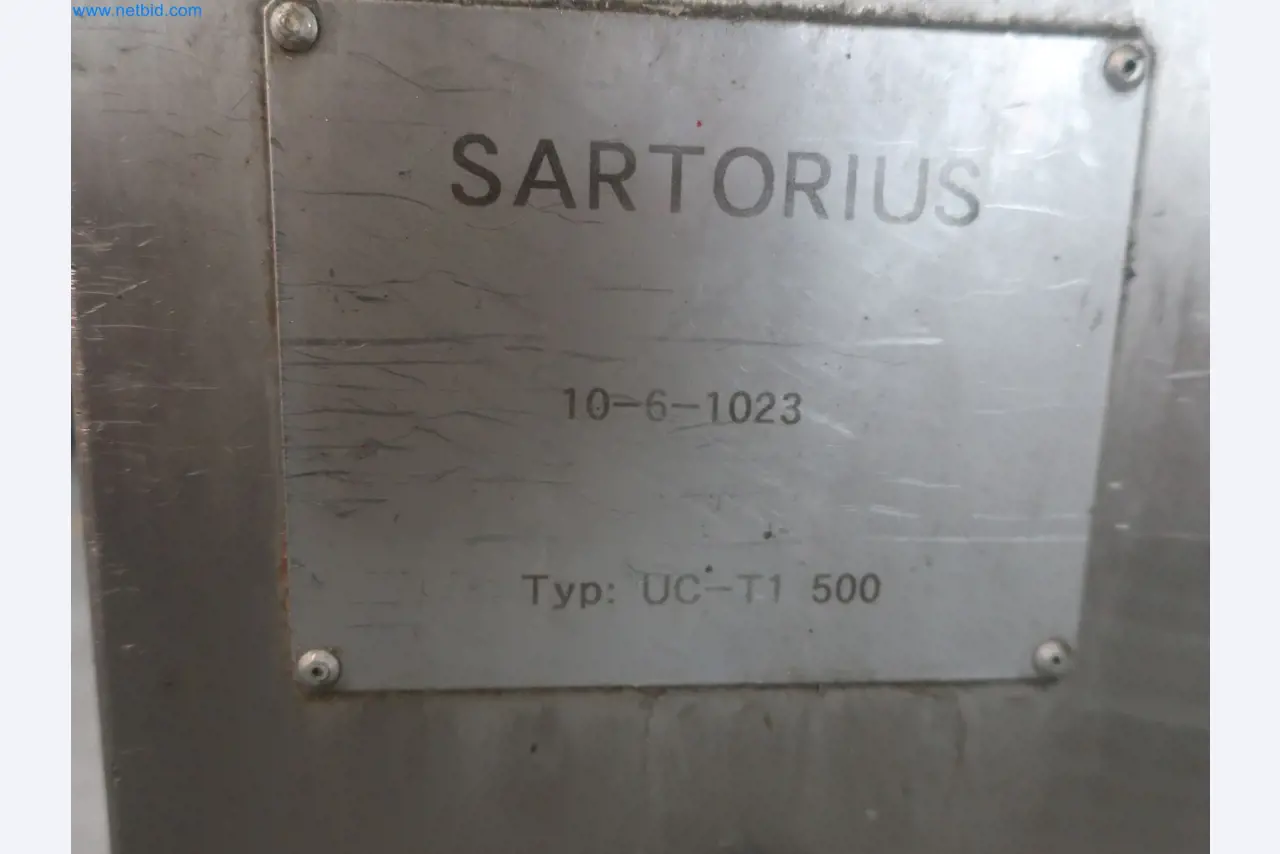 www.netbid.com
SARTORIUS
10-6-1023
Typ: UC-T1 500